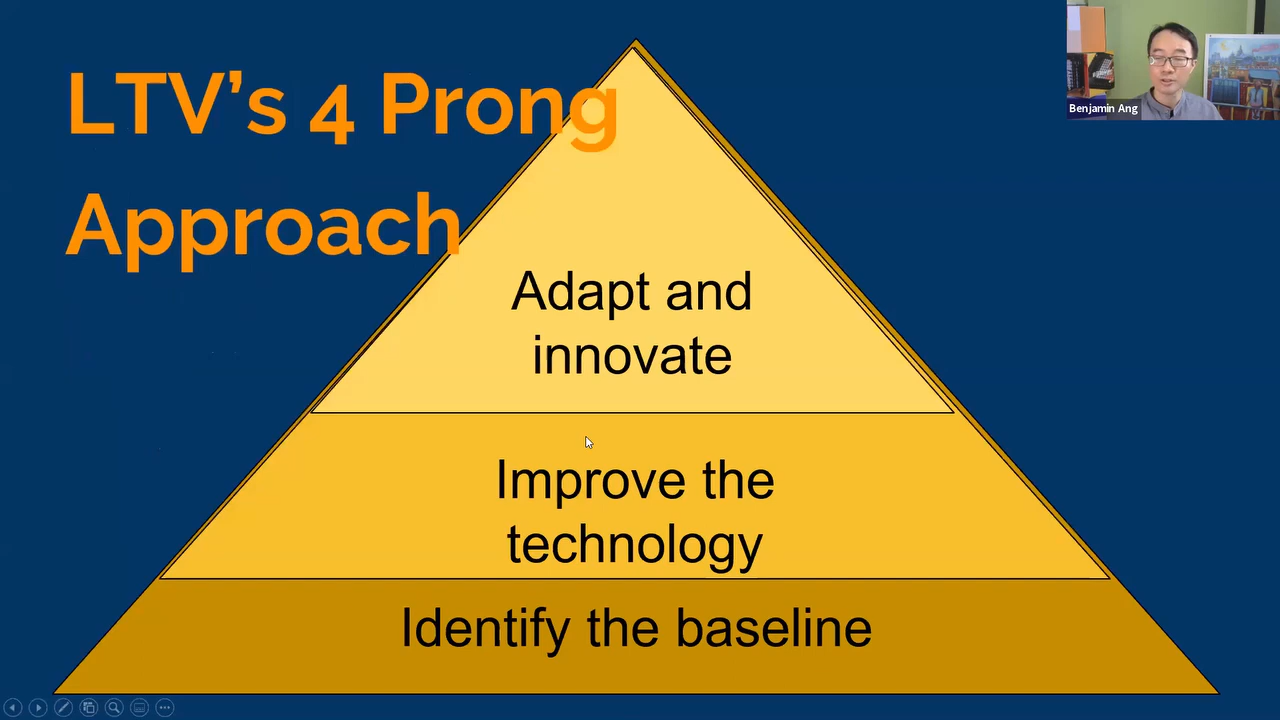 LTV’s 4 Prong
Approach
Benjamin Ang
Adapt and
innovate
Improve the
technology
Identify the baseline